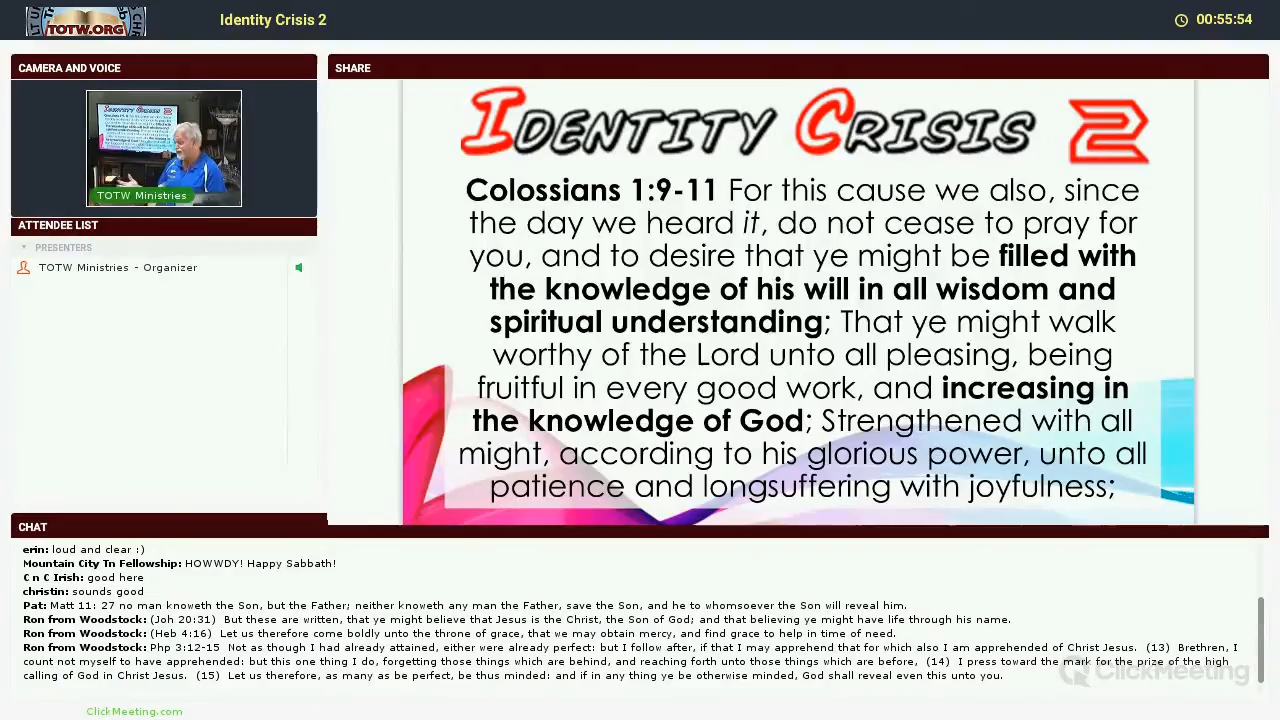 TOTW.ORG
Identity Crisis 2
00:55:54
CAMERA AND VOICE
TOTW Ministries
ATTENDEE LIST
PRESENTERS
TOTW Ministries - Organizer
SHARE
IDENTITY CRISIS 2
Colossians 1:9-11 For this cause we also, since
the day we heard it, do not cease to pray for
you, and to desire that ye might be filled with
the knowledge of his will in all wisdom and
spiritual understanding; That ye might walk
worthy of the Lord unto all pleasing, being
fruitful in every good work, and increasing in
the knowledge of God; Strengthened with all
might, according to his glorious power, unto all
patience and longsuffering with joyfulness;
CHAT
erin: loud and clear :)
Mountain City Tn Fellowship: HOWWDY! Happy Sabbath!
C n C Irish: good here
christin: sounds good
Pat: Matt 11: 27 no man knoweth the Son, but the Father; neither knoweth any man the Father, save the Son, and he to whomsoever the Son will reveal him.
Ron from Woodstock: (Joh 20:31) But these are written, that ye might believe that Jesus is the Christ, the Son of God; and that believing ye might have life through his name.
Ron from Woodstock: (Heb 4:16) Let us therefore come boldly unto the throne of grace, that we may obtain mercy, and find grace to help in time of need.
Ron from Woodstock: Php 3:12-15 Not as though I had already attained, either were already perfect: but I follow after, if that I may apprehend that for which also I am apprehended of Christ Jesus. (13) Brethren, I
count not myself to have apprehended: but this one thing I do, forgetting those things which are behind, and reaching forth unto those things which are before, (14) I press toward the mark for the prize of the high
calling of God in Christ Jesus. (15) Let us therefore, as many as be perfect, be thus minded: and if in any thing ye be otherwise minded, God shall reveal even this unto you.
ClickMeeting
ClickMeeting.com